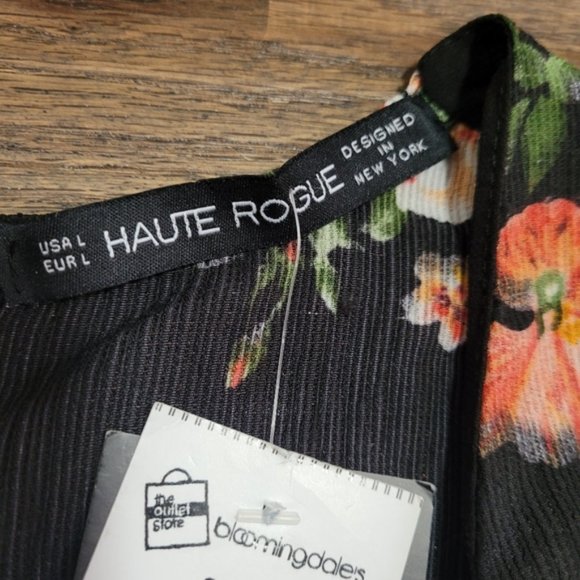 USA L
EUR L
HAUTE ROGUE
DESIGNED
IN
NEW YORK
the
outlet
store
bloomingdale's